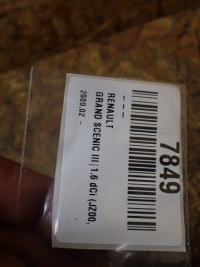 7849
- - -
RENAULT
GRAND SCENIC III | 1.6 dCi (JZ00,
2009.02 -